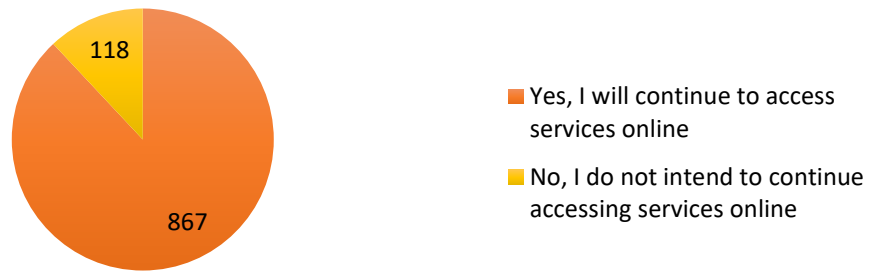 118
867
Yes, I will continue to access
services online
No, I do not intend to continue
accessing services online